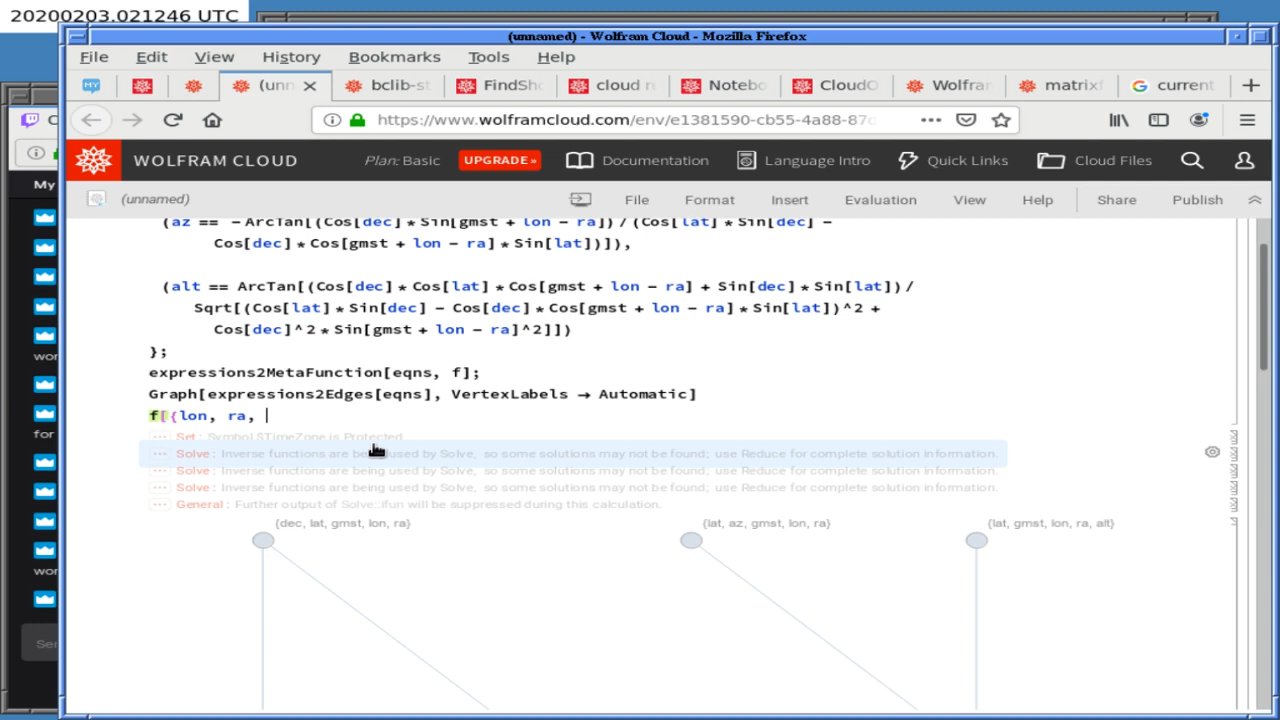 20200203.021246 UTC
(unnamed) - Wolfram Cloud - Mozilla Firefox
File Edit View History Bookmarks Tools Help
(unn bclib-st FindSh cloud r Notebo CloudO Wolfra matrixf current
https://www.wolframcloud.com/env/e1381590-cb55-4a88-87c
WOLFRAM CLOUD Plan: Basic UPGRADE » Documentation Language Intro Quick Links Cloud Files
(unnamed) File Format Insert Evaluation View Help Share Publish
My
(az == -ArcTan[(Cos[dec]*Sin[gmst + lon - ra])/(Cos[lat]*Sin[dec] -
Cos[dec]*Cos[gmst + lon - ra]*Sin[lat])]),
(alt == ArcTan[(Cos[dec]*Cos[lat]*Cos[gmst + lon - ra] + Sin[dec]*Sin[lat])/
Sqrt[(Cos[lat]*Sin[dec] - Cos[dec]*Cos[gmst + lon - ra]*Sin[lat])^2 +
Cos[dec]^2*Sin[gmst + lon - ra]^2]])
};
expressions2MetaFunction[eqns, f];
Graph[expressions2Edges[eqns], VertexLabels → Automatic]
f[{lon, ra,
Set: Symbol $TimeZone is Protected.
Solve: Inverse functions are being used by Solve, so some solutions may not be found; use Reduce for complete solution information.
Solve: Inverse functions are being used by Solve, so some solutions may not be found; use Reduce for complete solution information.
Solve: Inverse functions are being used by Solve, so some solutions may not be found; use Reduce for complete solution information.
General: Further output of Solve::ifun will be suppressed during this calculation.
{dec, lat, gmst, lon, ra} {lat, az, gmst, lon, ra} {lat, gmst, lon, ra, alt}
wor
for
wor
Sen